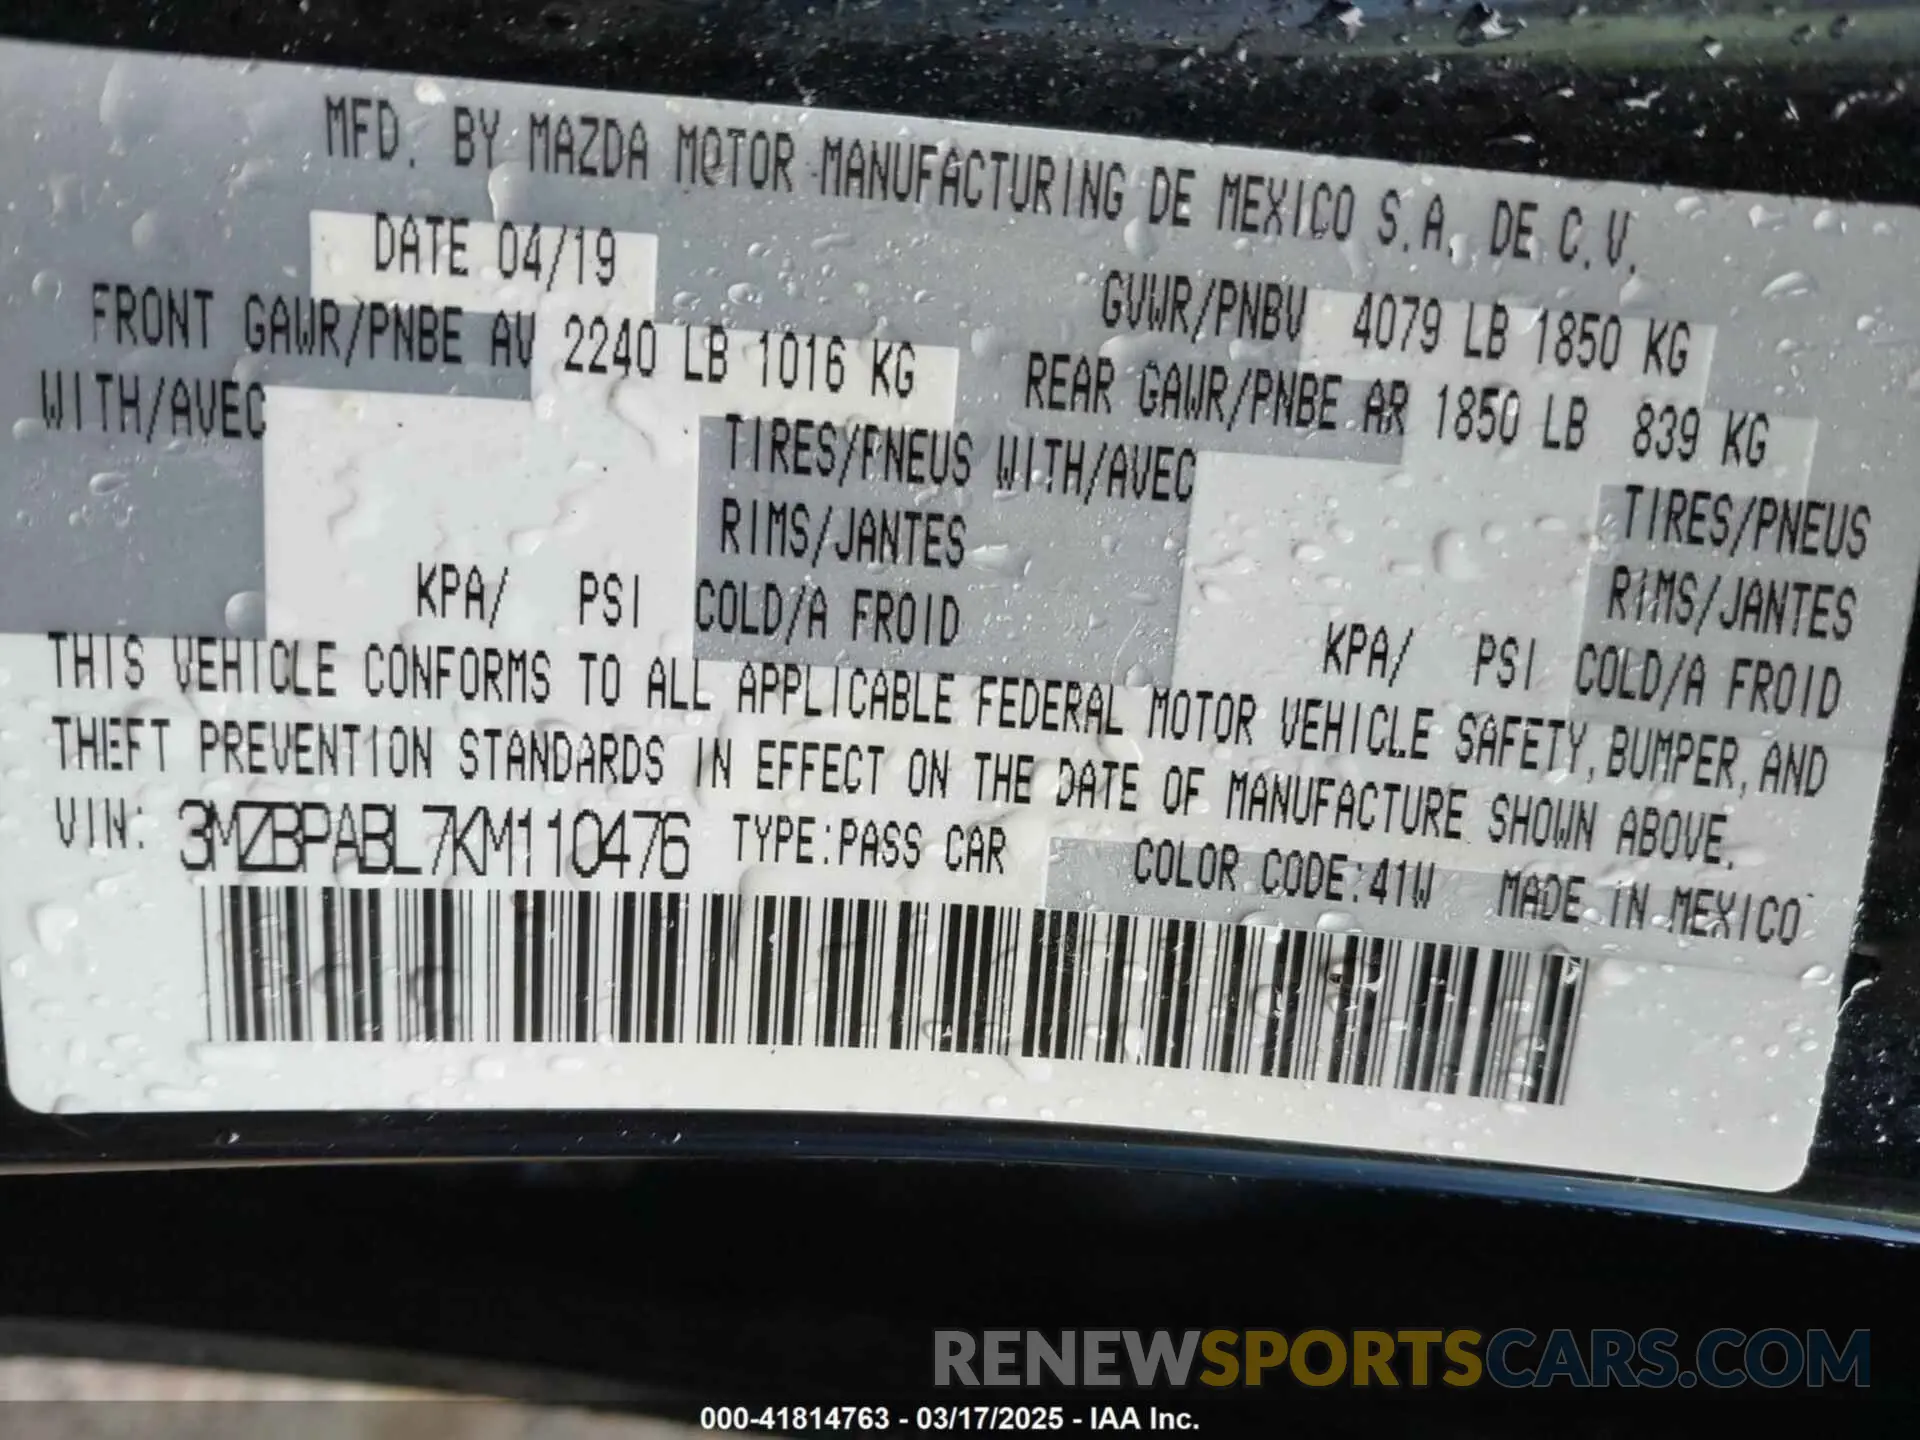 MFD. BY MAZDA MOTOR MANUFACTURING DE MEXICO S.A. DE C.V.
DATE 04/19
GVWR/PNBV 4079 LB 1850 KG
FRONT GAWR/PNBE AV 2240 LB 1016 KG
REAR GAWR/PNBE AR 1850 LB 839 KG
WITH/AVEC
TIRES/PNEUS WITH/AVEC
TIRES/PNEUS
RIMS/JANTES
RIMS/JANTES
KPA/ PSI COLD/A FROID
KPA/ PSI COLD/A FROID
THIS VEHICLE CONFORMS TO ALL APPLICABLE FEDERAL MOTOR VEHICLE SAFETY, BUMPER, AND
THEFT PREVENTION STANDARDS IN EFFECT ON THE DATE OF MANUFACTURE SHOWN ABOVE.
VIN: 3MZBPABL7KM110476 TYPE:PASS CAR COLOR CODE:41W MADE IN MEXICO
RENEWSPORTSCARS.COM
000-41814763 - 03/17/2025 - IAA Inc.